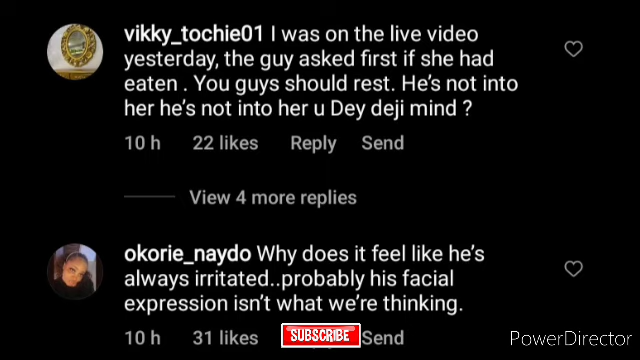 vikky_tochie01 I was on the live video
yesterday, the guy asked first if she had
eaten . You guys should rest. He's not into
her he's not into her u Dey deji mind ?
10 h 22 likes Reply Send
View 4 more replies
okorie_naydo Why does it feel like he's
always irritated..probably his facial
expression isn't what we're thinking.
10 h 31 likes SUBSCRIBE Send
PowerDirector